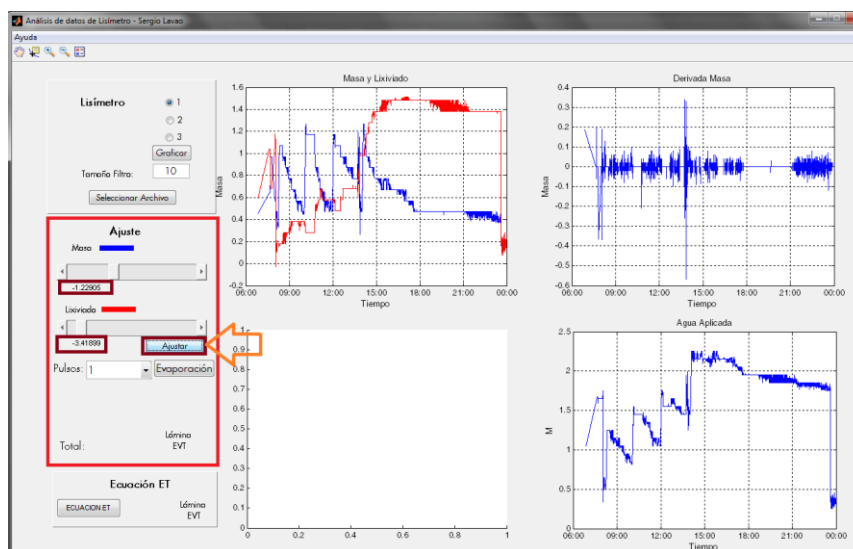 Análisis de datos de Lisímetro - Sergio Lavao
Ayuda
Lisímetro
1
2
3
Graficar
Tamaño Filtro:
10
Seleccionar Archivo
Ajuste
Masa
-1.22905
Lixiviado
-3.41899
Ajustar
Pulsos:
1
Evaporación
Total:
Lámina
EVT
Ecuación ET
ECUACION ET
Lámina
EVT
Masa y Lixiviado
Masa
1.6
1.4
1.2
1
0.8
0.6
0.4
0.2
0
-0.2
06:00 09:00 12:00 15:00 18:00 21:00 00:00
Tiempo
Derivada Masa
Masa
0.4
0.3
0.2
0.1
0
-0.1
-0.2
-0.3
-0.4
-0.5
-0.6
06:00 09:00 12:00 15:00 18:00 21:00 00:00
Tiempo
1
0.9
0.8
0.7
0.6
0.5
0.4
0.3
0.2
0.1
0
0 0.2 0.4 0.6 0.8 1
Agua Aplicada
M
2.5
2
1.5
1
0.5
0
06:00 09:00 12:00 15:00 18:00 21:00 00:00
Tiempo